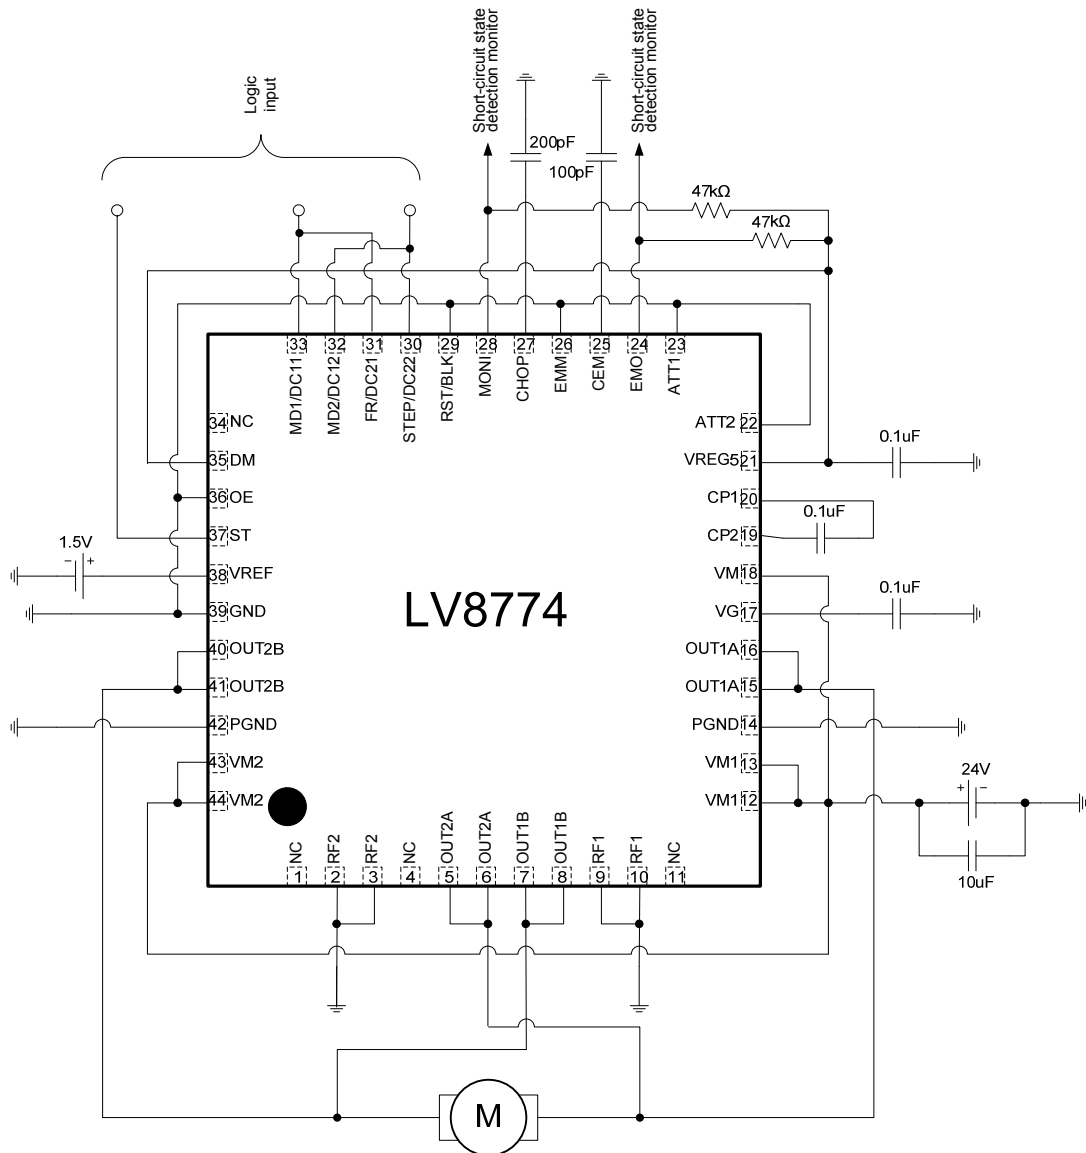 Logic
input
Short-circuit state
detection monitor
Short-circuit state
detection monitor
200pF
100pF
47kΩ
47kΩ
33 MD1/DC11
32 MD2/DC12
31 FR/DC21
30 STEP/DC22
29 RST/BLK
28 MONI
27 CHOP
26 EMM
25 CEM
24 EMO
23 ATT1
34 NC
35 DM
36 OE
37 ST
1.5V
- +
38 VREF
39 GND
40 OUT2B
41 OUT2B
42 PGND
43 VM2
44 VM2
LV8774
ATT2 22
VREG5 21
0.1uF
CP1 20
CP2 19
0.1uF
VM 18
VG 17
0.1uF
OUT1A 16
OUT1A 15
PGND 14
VM1 13
VM1 12
24V
+ -
10uF
NC 1
RF2 2
RF2 3
NC 4
OUT2A 5
OUT2A 6
OUT1B 7
OUT1B 8
RF1 9
RF1 10
NC 11
M